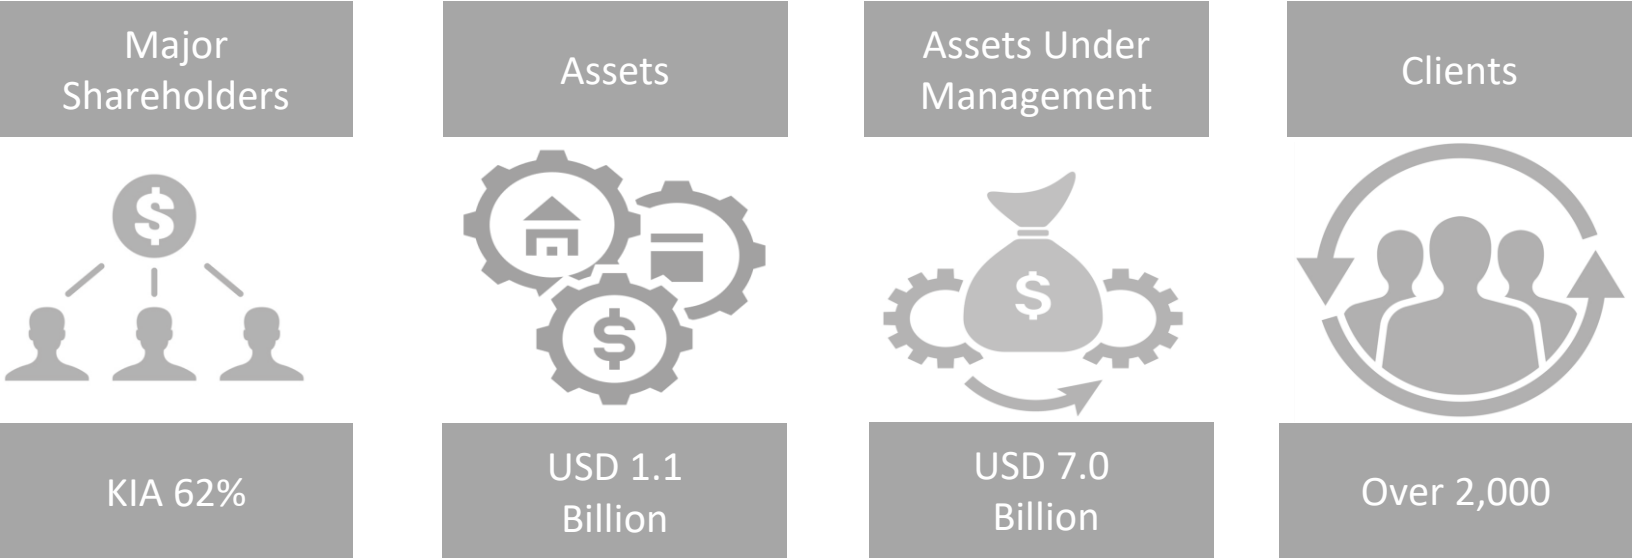 Major
Shareholders
Assets
Assets Under
Management
Clients
$
$
$
KIA 62%
USD 1.1
Billion
USD 7.0
Billion
Over 2,000